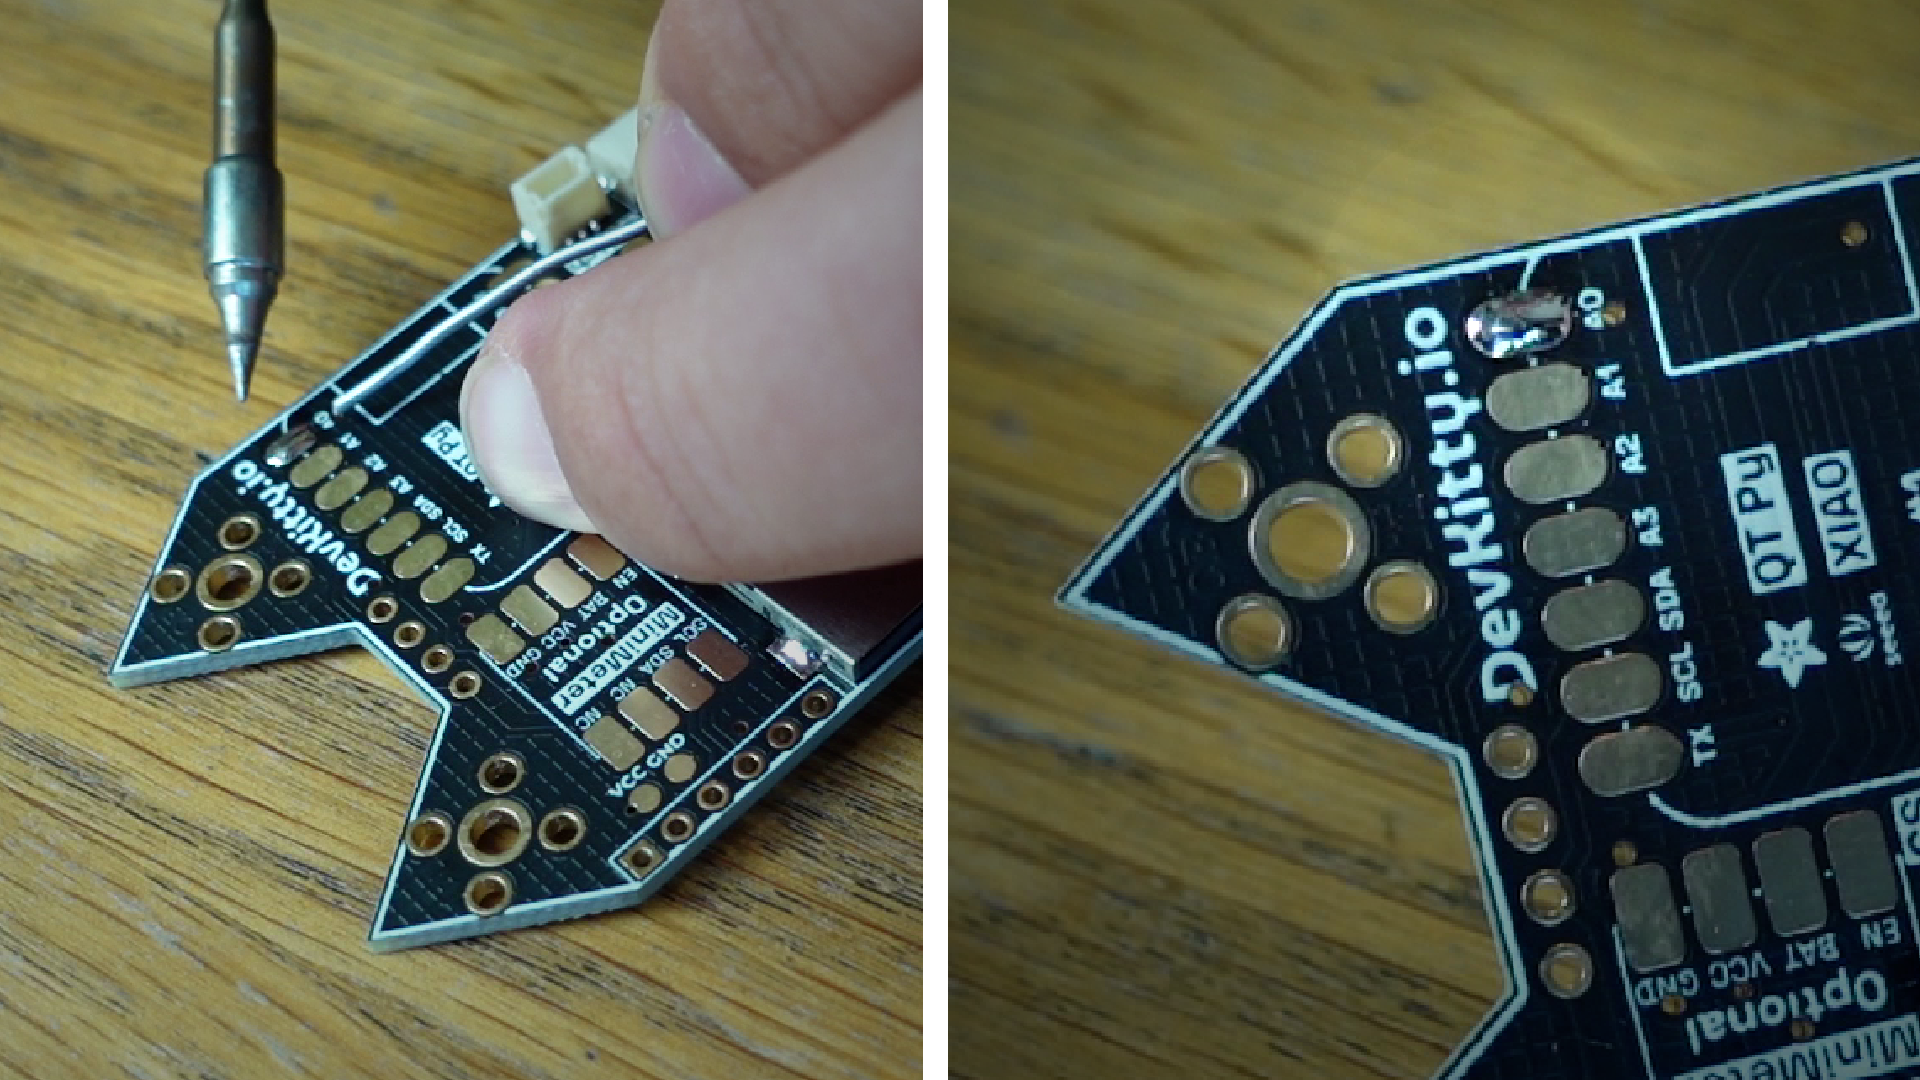 DevKitty.io
A0
A1
A2
A3
SDA
SCL
TX
QT Py
EN
BAT
VCC
GND
Optional
MiniMeter
SCL
SDA
NC
NC
VCC GND
DevKitty.io
A0
A1
A2
A3
SDA
SCL
TX
QT Py
XIAO
EN
BAT
VCC
GND
Optional